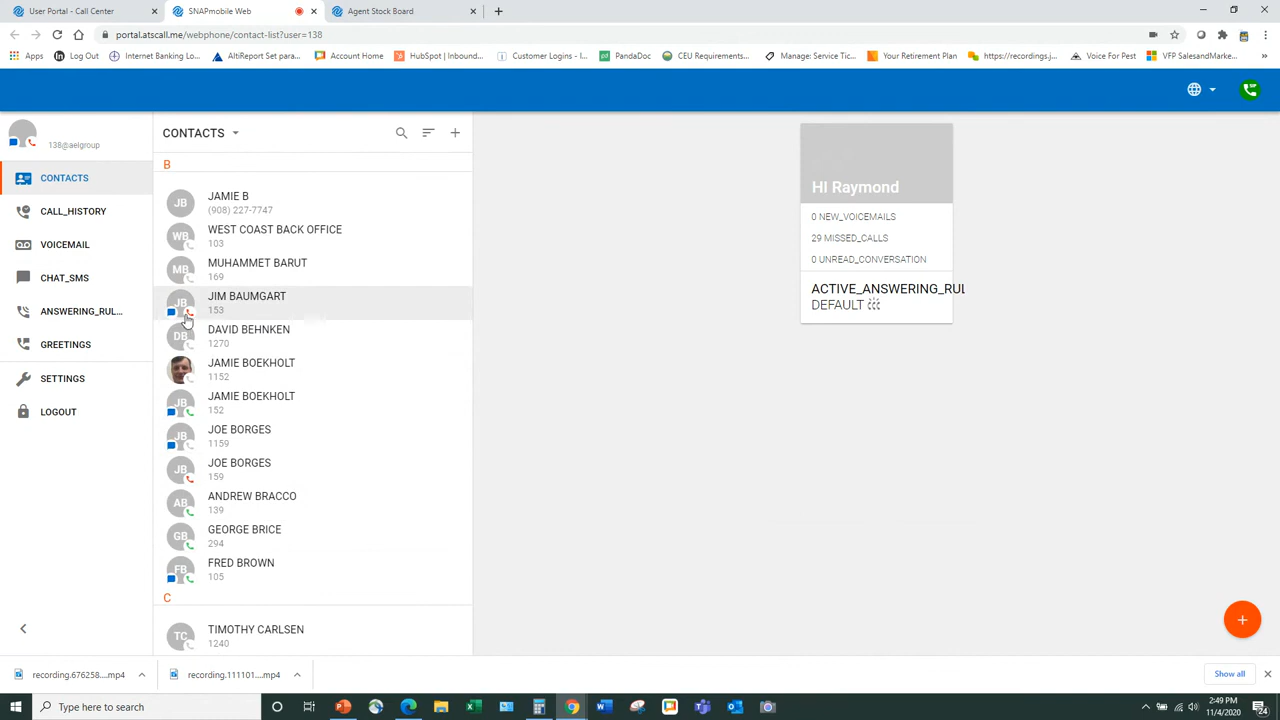 User Portal - Call Center
SNAPmobile Web
Agent Stock Board
portal.atscall.me/webphone/contact-list?user=138
Apps
Log Out
Internet Banking Lo...
AltiReport Set para...
Account Home
HubSpot | Inbound...
Customer Logins - I...
PandaDoc
CEU Requirements...
Manage: Service Tic...
Your Retirement Plan
https://recordings.j...
Voice For Pest
VFP SalesandMarke...
138@aelgroup
CONTACTS
CALL_HISTORY
VOICEMAIL
CHAT_SMS
ANSWERING_RUL...
GREETINGS
SETTINGS
LOGOUT
CONTACTS
B
JB
JAMIE B
(908) 227-7747
WB
WEST COAST BACK OFFICE
103
MB
MUHAMMET BARUT
169
JB
JIM BAUMGART
153
DB
DAVID BEHNKEN
1270
JAMIE BOEKHOLT
1152
JB
JAMIE BOEKHOLT
152
JB
JOE BORGES
1159
JB
JOE BORGES
159
AB
ANDREW BRACCO
139
GB
GEORGE BRICE
294
FB
FRED BROWN
105
C
TC
TIMOTHY CARLSEN
1240
HI Raymond
0 NEW_VOICEMAILS
29 MISSED_CALLS
0 UNREAD_CONVERSATION
ACTIVE_ANSWERING_RUL
DEFAULT
recording.676258....mp4
recording.111101....mp4
Show all
Type here to search
2:49 PM
11/4/2020
24